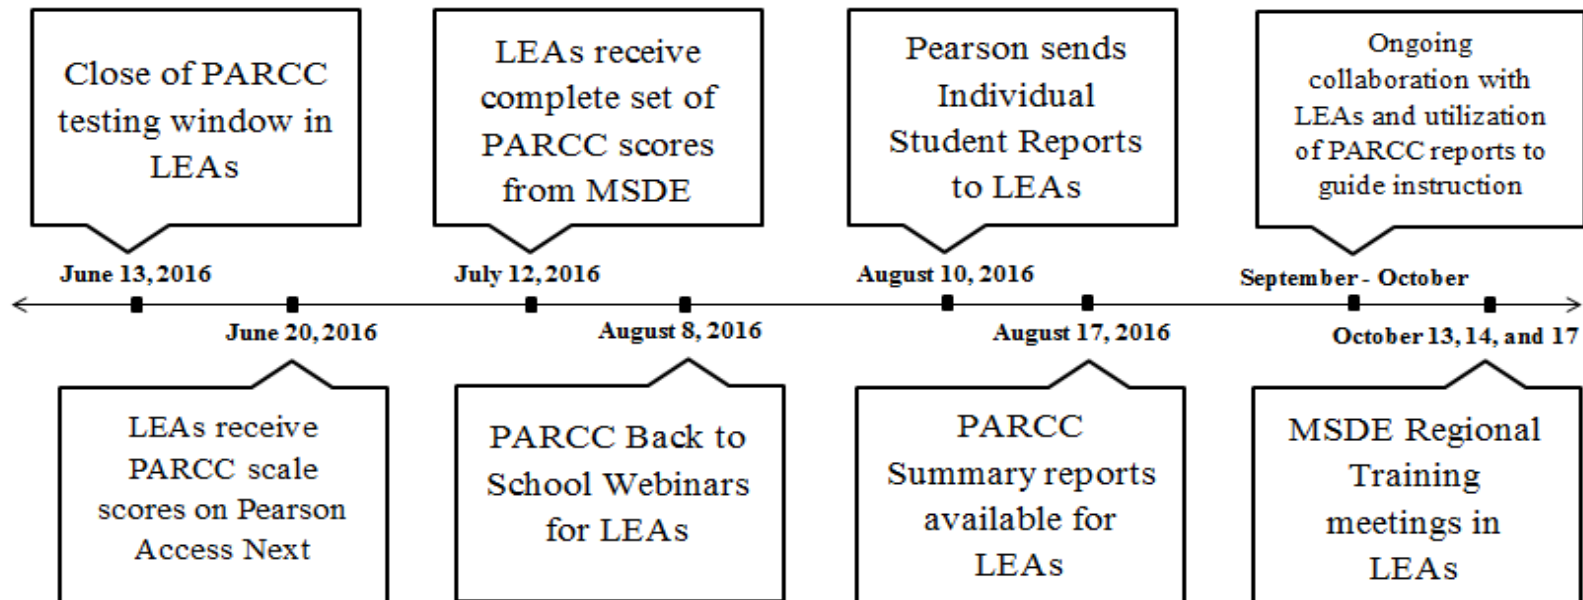 Close of PARCC
testing window in
LEAs
LEAs receive
complete set of
PARCC scores
from MSDE
Pearson sends
Individual
Student Reports
to LEAs
Ongoing
collaboration with
LEAs and utilization
of PARCC reports to
guide instruction
June 13, 2016
July 12, 2016
August 10, 2016
September - October
June 20, 2016
August 8, 2016
August 17, 2016
October 13, 14, and 17
LEAs receive
PARCC scale
scores on Pearson
Access Next
PARCC Back to
School Webinars
for LEAs
PARCC
Summary reports
available for
LEAs
MSDE Regional
Training
meetings in
LEAs